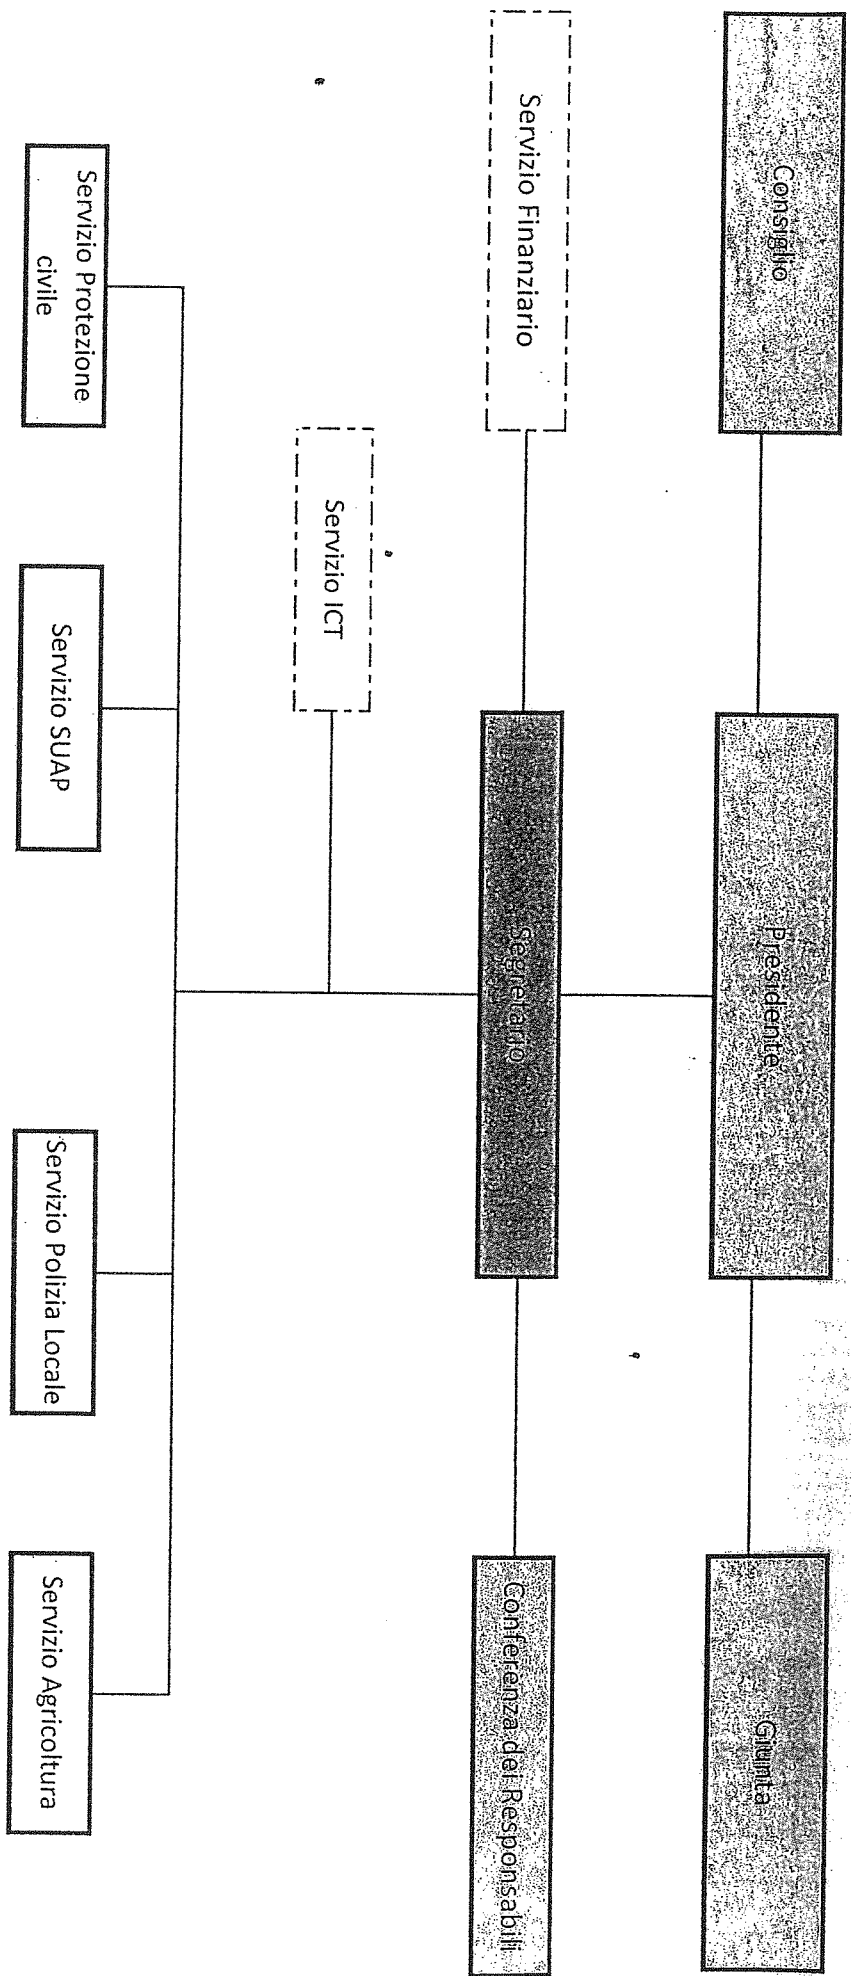 Consiglio
Presidente
Giunta
Servizio Finanziario
Segretario
Conferenza dei Responsabili
Servizio ICT
Servizio Protezione
civile
Servizio SUAP
Servizio Polizia Locale
Servizio Agricoltura